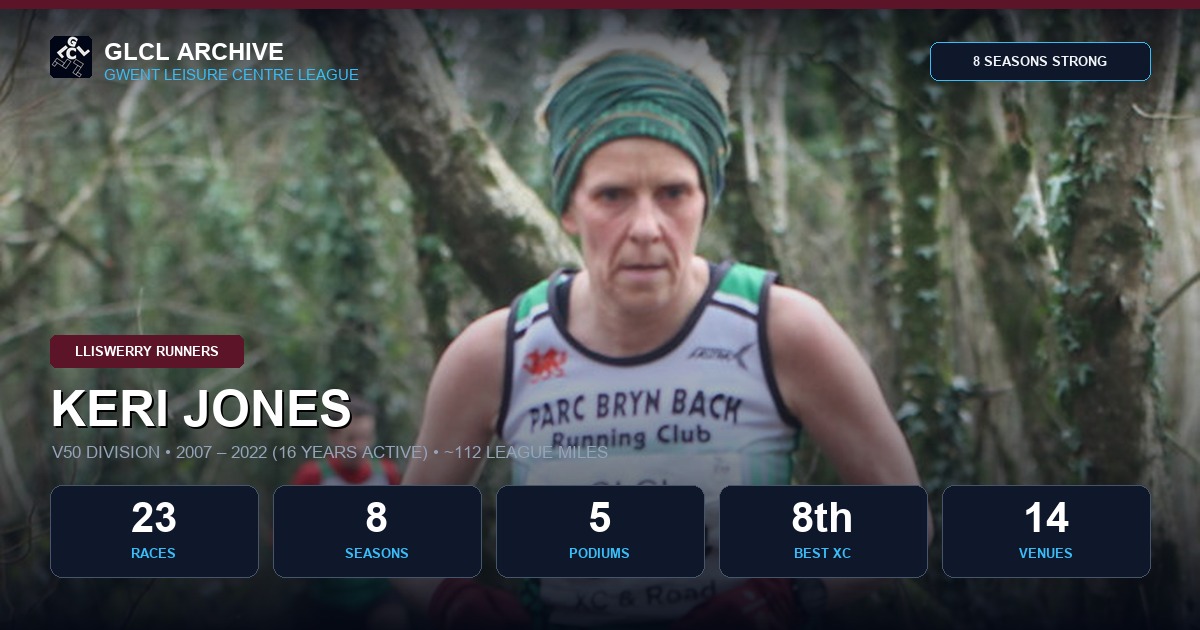 GLCL ARCHIVE
GWENT LEISURE CENTRE LEAGUE
8 SEASONS STRONG
PARC BRYN BACH
Running Club
LLISWERRY RUNNERS
KERI JONES
V50 DIVISION • 2007 – 2022 (16 YEARS ACTIVE) • ~112 LEAGUE MILES
23
RACES
8
SEASONS
5
PODIUMS
8th
BEST XC
14
VENUES
XC & Road